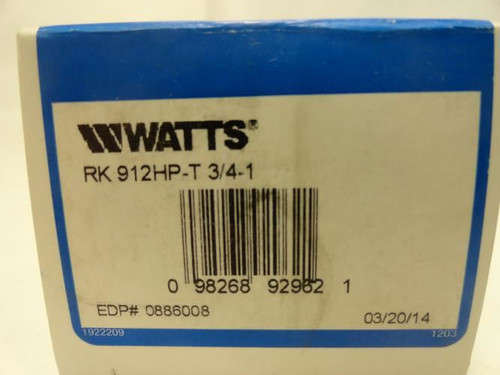 WATTS®
RK 912HP-T 3/4-1
0 98268 92962 1
EDP# 0886008
03/20/14
1922209
1203